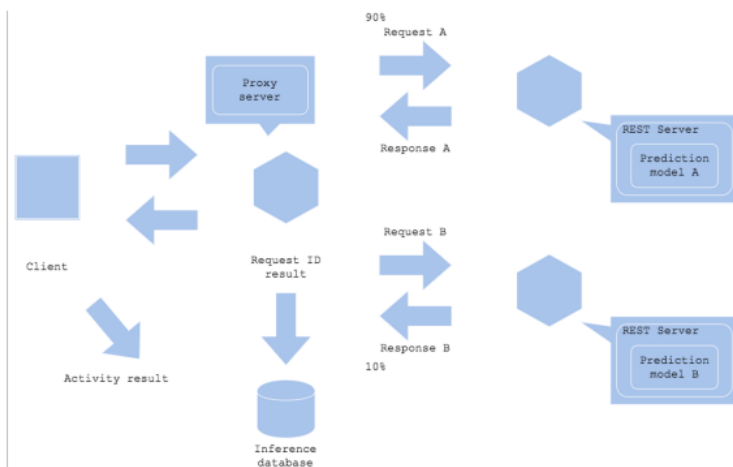 90%
Request A
Proxy
server
Response A
REST Server
Prediction
model A
Client
Request ID
result
Request B
Activity result
Response B
10%
REST Server
Prediction
model B
Inference
database